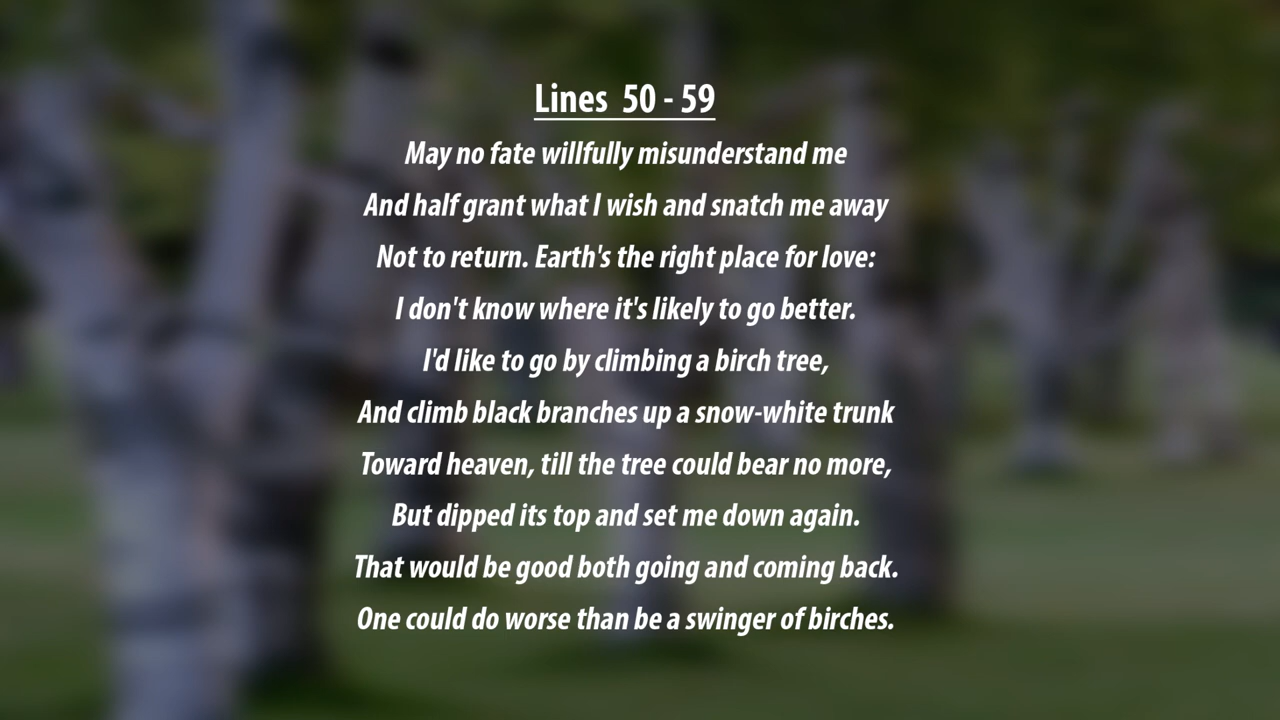 Lines 50 - 59
May no fate willfully misunderstand me
And half grant what I wish and snatch me away
Not to return. Earth's the right place for love:
I don't know where it's likely to go better.
I'd like to go by climbing a birch tree,
And climb black branches up a snow-white trunk
Toward heaven, till the tree could bear no more,
But dipped its top and set me down again.
That would be good both going and coming back.
One could do worse than be a swinger of birches.